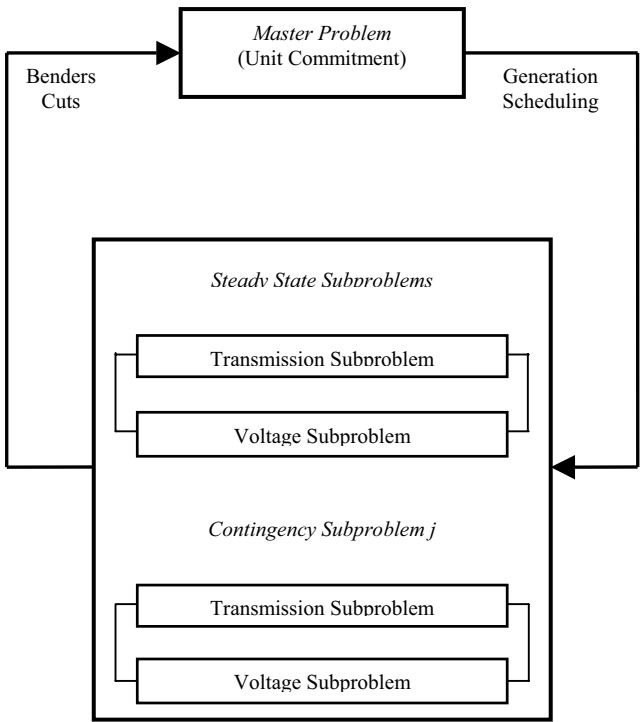 Master Problem
(Unit Commitment)
Benders
Cuts
Generation
Scheduling
Steady State Subproblems
Transmission Subproblem
Voltage Subproblem
Contingency Subproblem j
Transmission Subproblem
Voltage Subproblem